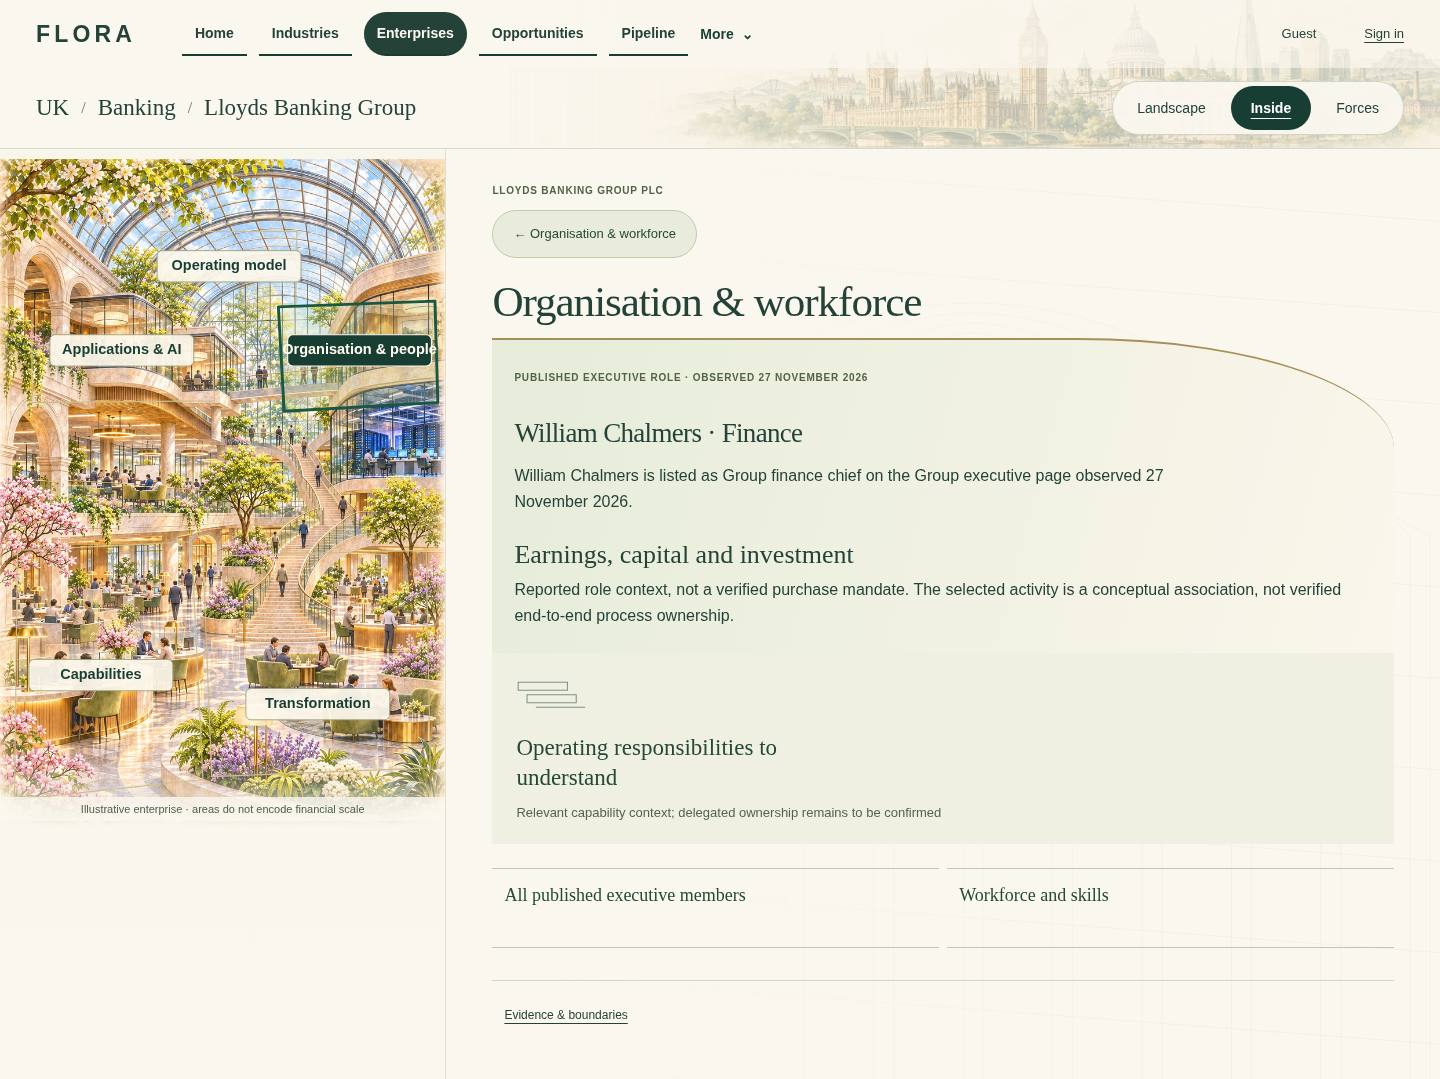 FLORA
Home
Industries
Enterprises
Opportunities
Pipeline
More
Guest
Sign in
UK / Banking / Lloyds Banking Group
Landscape
Inside
Forces
Operating model
Applications & AI
Organisation & people
Capabilities
Transformation
Illustrative enterprise · areas do not encode financial scale
LLOYDS BANKING GROUP PLC
← Organisation & workforce
Organisation & workforce
PUBLISHED EXECUTIVE ROLE · OBSERVED 27 NOVEMBER 2026
William Chalmers · Finance
William Chalmers is listed as Group finance chief on the Group executive page observed 27
November 2026.
Earnings, capital and investment
Reported role context, not a verified purchase mandate. The selected activity is a conceptual association, not verified
end-to-end process ownership.
Operating responsibilities to
understand
Relevant capability context; delegated ownership remains to be confirmed
All published executive members
Workforce and skills
Evidence & boundaries